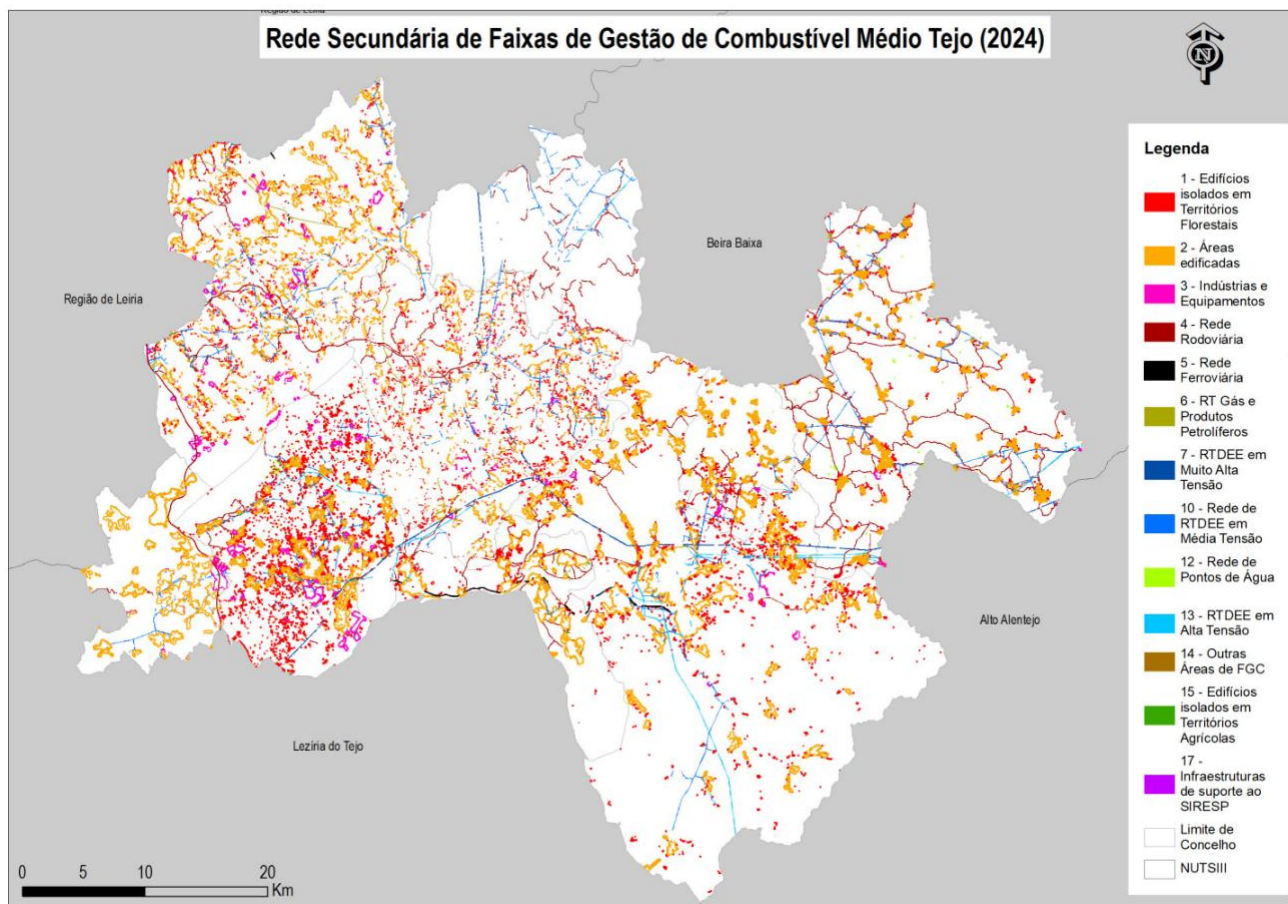 Região de Leiria
Rede Secundária de Faixas de Gestão de Combustível Médio Tejo (2024)
N
Beira Baixa
Região de Leiria
Alto Alentejo
Lezíria do Tejo
0 5 10 20
Km
Legenda
1 - Edifícios
isolados em
Territórios
Florestais
2 - Áreas
edificadas
3 - Indústrias e
Equipamentos
4 - Rede
Rodoviária
5 - Rede
Ferroviária
6 - RT Gás e
Produtos
Petrolíferos
7 - RTDEE em
Muito Alta
Tensão
10 - Rede de
RTDEE em
Média Tensão
12 - Rede de
Pontos de Água
13 - RTDEE em
Alta Tensão
14 - Outras
Áreas de FGC
15 - Edifícios
isolados em
Territórios
Agrícolas
17 -
Infraestruturas
de suporte ao
SIRESP
Limite de
Concelho
NUTSIII